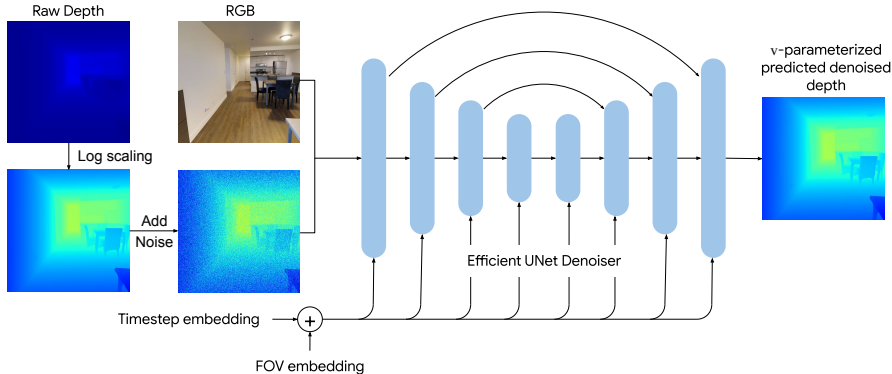 Raw Depth
RGB
Log scaling
Add
Noise
v-parameterized
predicted denoised
depth
Efficient UNet Denoiser
Timestep embedding
+
FOV embedding